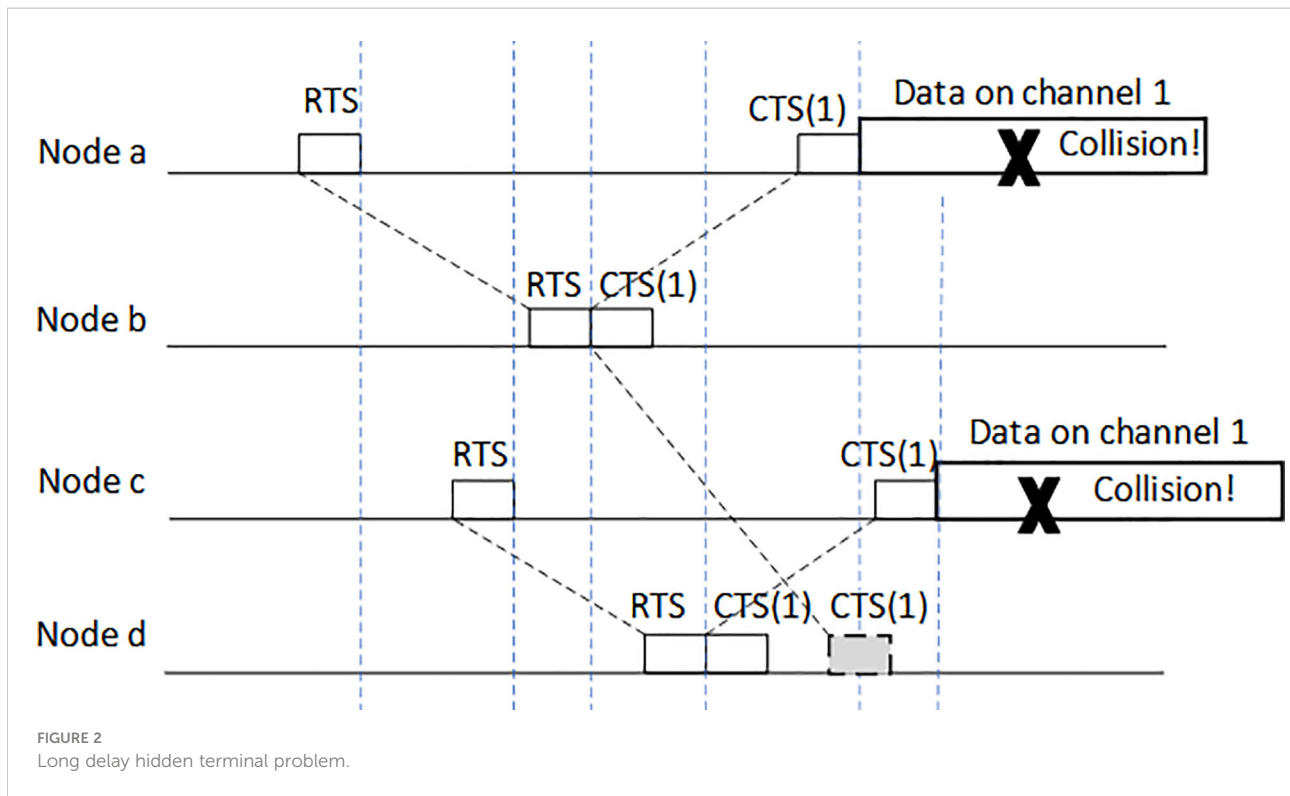 RTS
CTS(1)
Data on channel 1
Node a
Collision!
RTS
CTS(1)
Node b
RTS
CTS(1)
Data on channel 1
Node c
Collision!
RTS
CTS(1)
CTS(1)
Node d
FIGURE 2
Long delay hidden terminal problem.